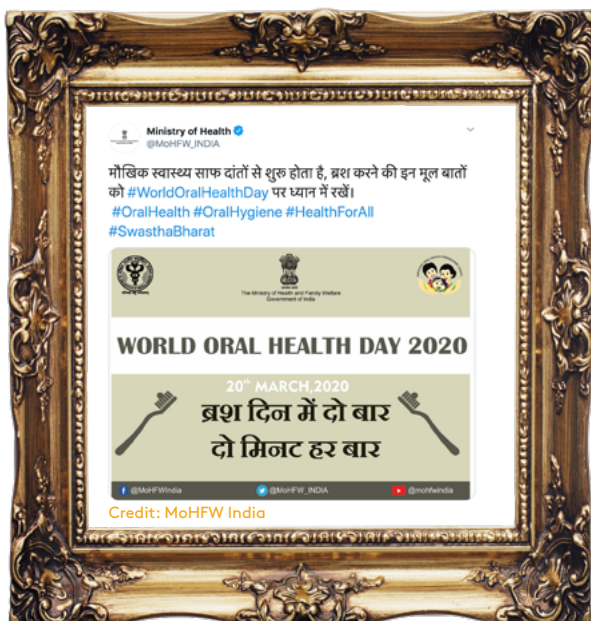 Ministry of Health
@MoHFW_INDIA
मौखिक स्वास्थ्य साफ दांतों से शुरू होता है, ब्रश करने की इन मूल बातों
को #WorldOralHealthDay पर ध्यान में रखें।
#OralHealth #OralHygiene #HealthForAll
#SwasthaBharat
The Ministry of Health and Family Welfare
Government of India
WORLD ORAL HEALTH DAY 2020
20th MARCH,2020
ब्रश दिन में दो बार
दो मिनट हर बार
@MoHFWIndia @MoHFW_INDIA @mohfwindia
Credit: MoHFW India